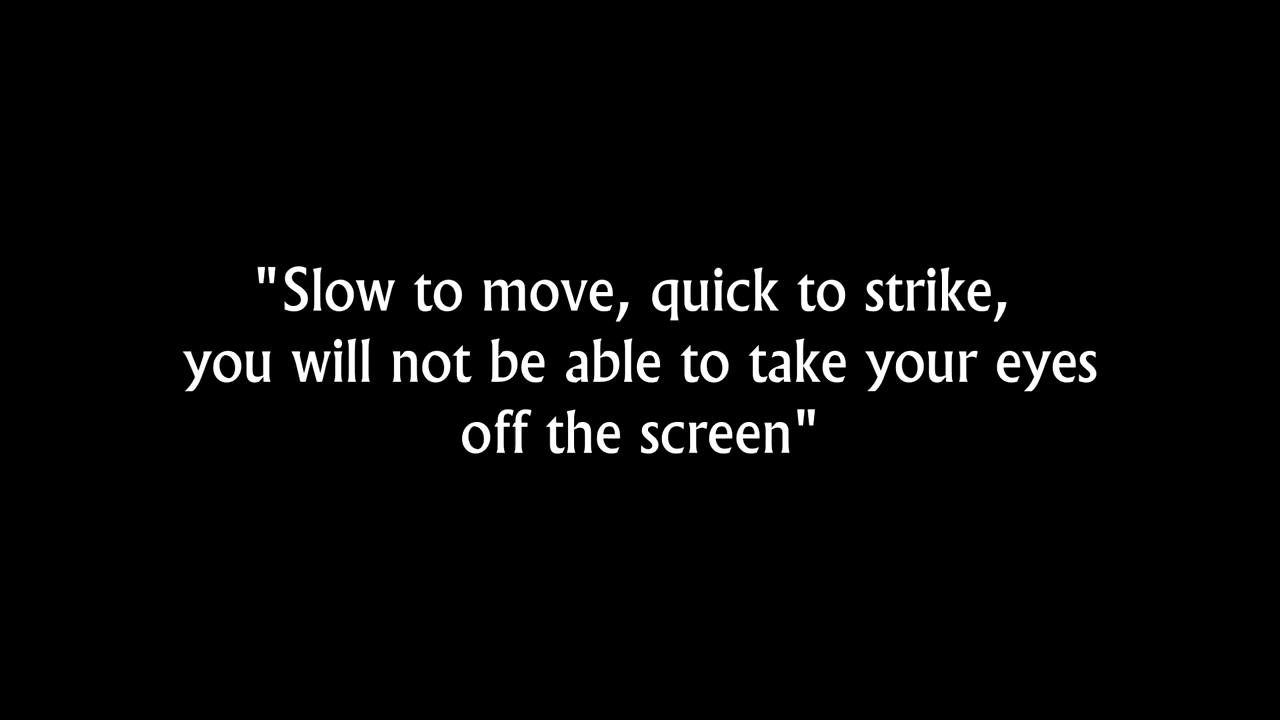 "Slow to move, quick to strike,
you will not be able to take your eyes
off the screen"